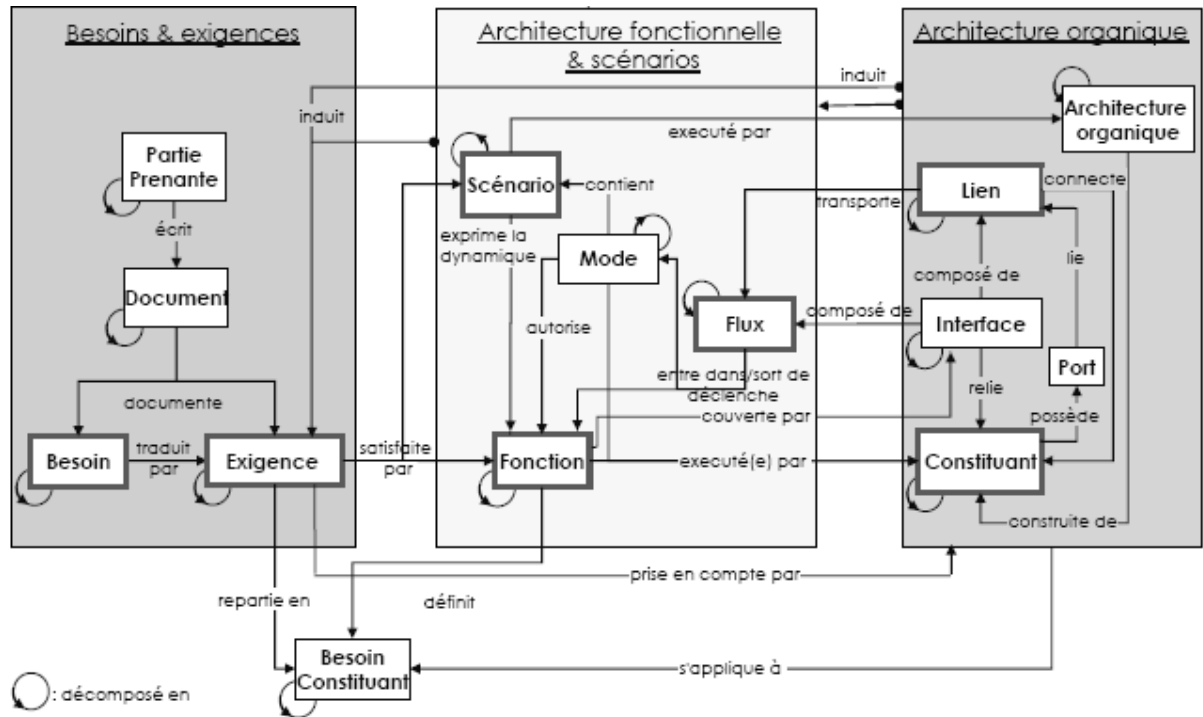 Besoins & exigences
Architecture fonctionnelle
& scénarios
Architecture organique
induit
induit
executé par
Architecture
organique
Partie
Prenante
écrit
Document
documente
Besoin
traduit
par
Exigence
satisfaite
par
Scénario
contient
exprime la
dynamique
Mode
autorise
Flux
entre dans/sort de
déclenche
couverte par
Fonction
executé(e) par
Lien
connecte
transporte
lie
composé de
composé de
Interface
Port
relie
possède
Constituant
construite de
prise en compte par
repartie en
définit
Besoin
Constituant
s'applique à
: décomposé en